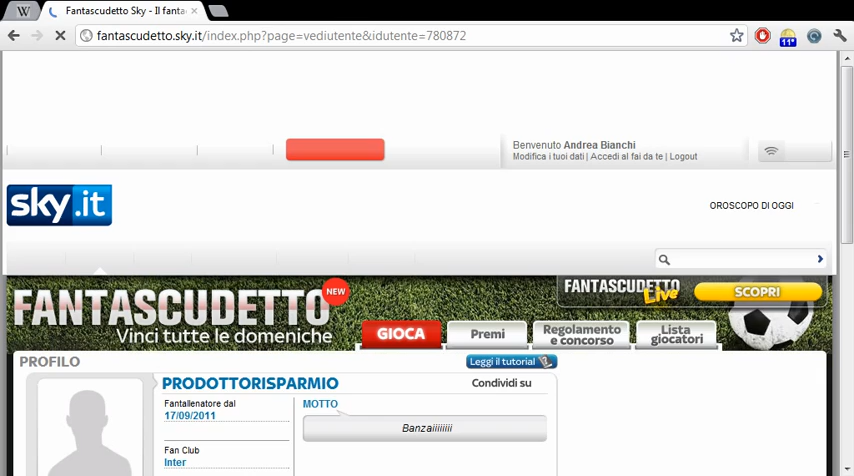 W
Fantascudetto Sky - Il fanta
fantascudetto.sky.it/index.php?page=vediutente&idutente=780872
11°
Benvenuto Andrea Bianchi
Modifica i tuoi dati | Accedi al fai da te | Logout
sky.it
OROSCOPO DI OGGI
FANTASCUDETTO NEW
Vinci tutte le domeniche
FANTASCUDETTO Live SCOPRI
GIOCA
Premi
Regolamento e concorso
Lista giocatori
PROFILO
Leggi il tutorial
PRODOTTORISPARMIO
Condividi su
Fantallenatore dal
17/09/2011
MOTTO
Banzaiiiiiiii
Fan Club
Inter